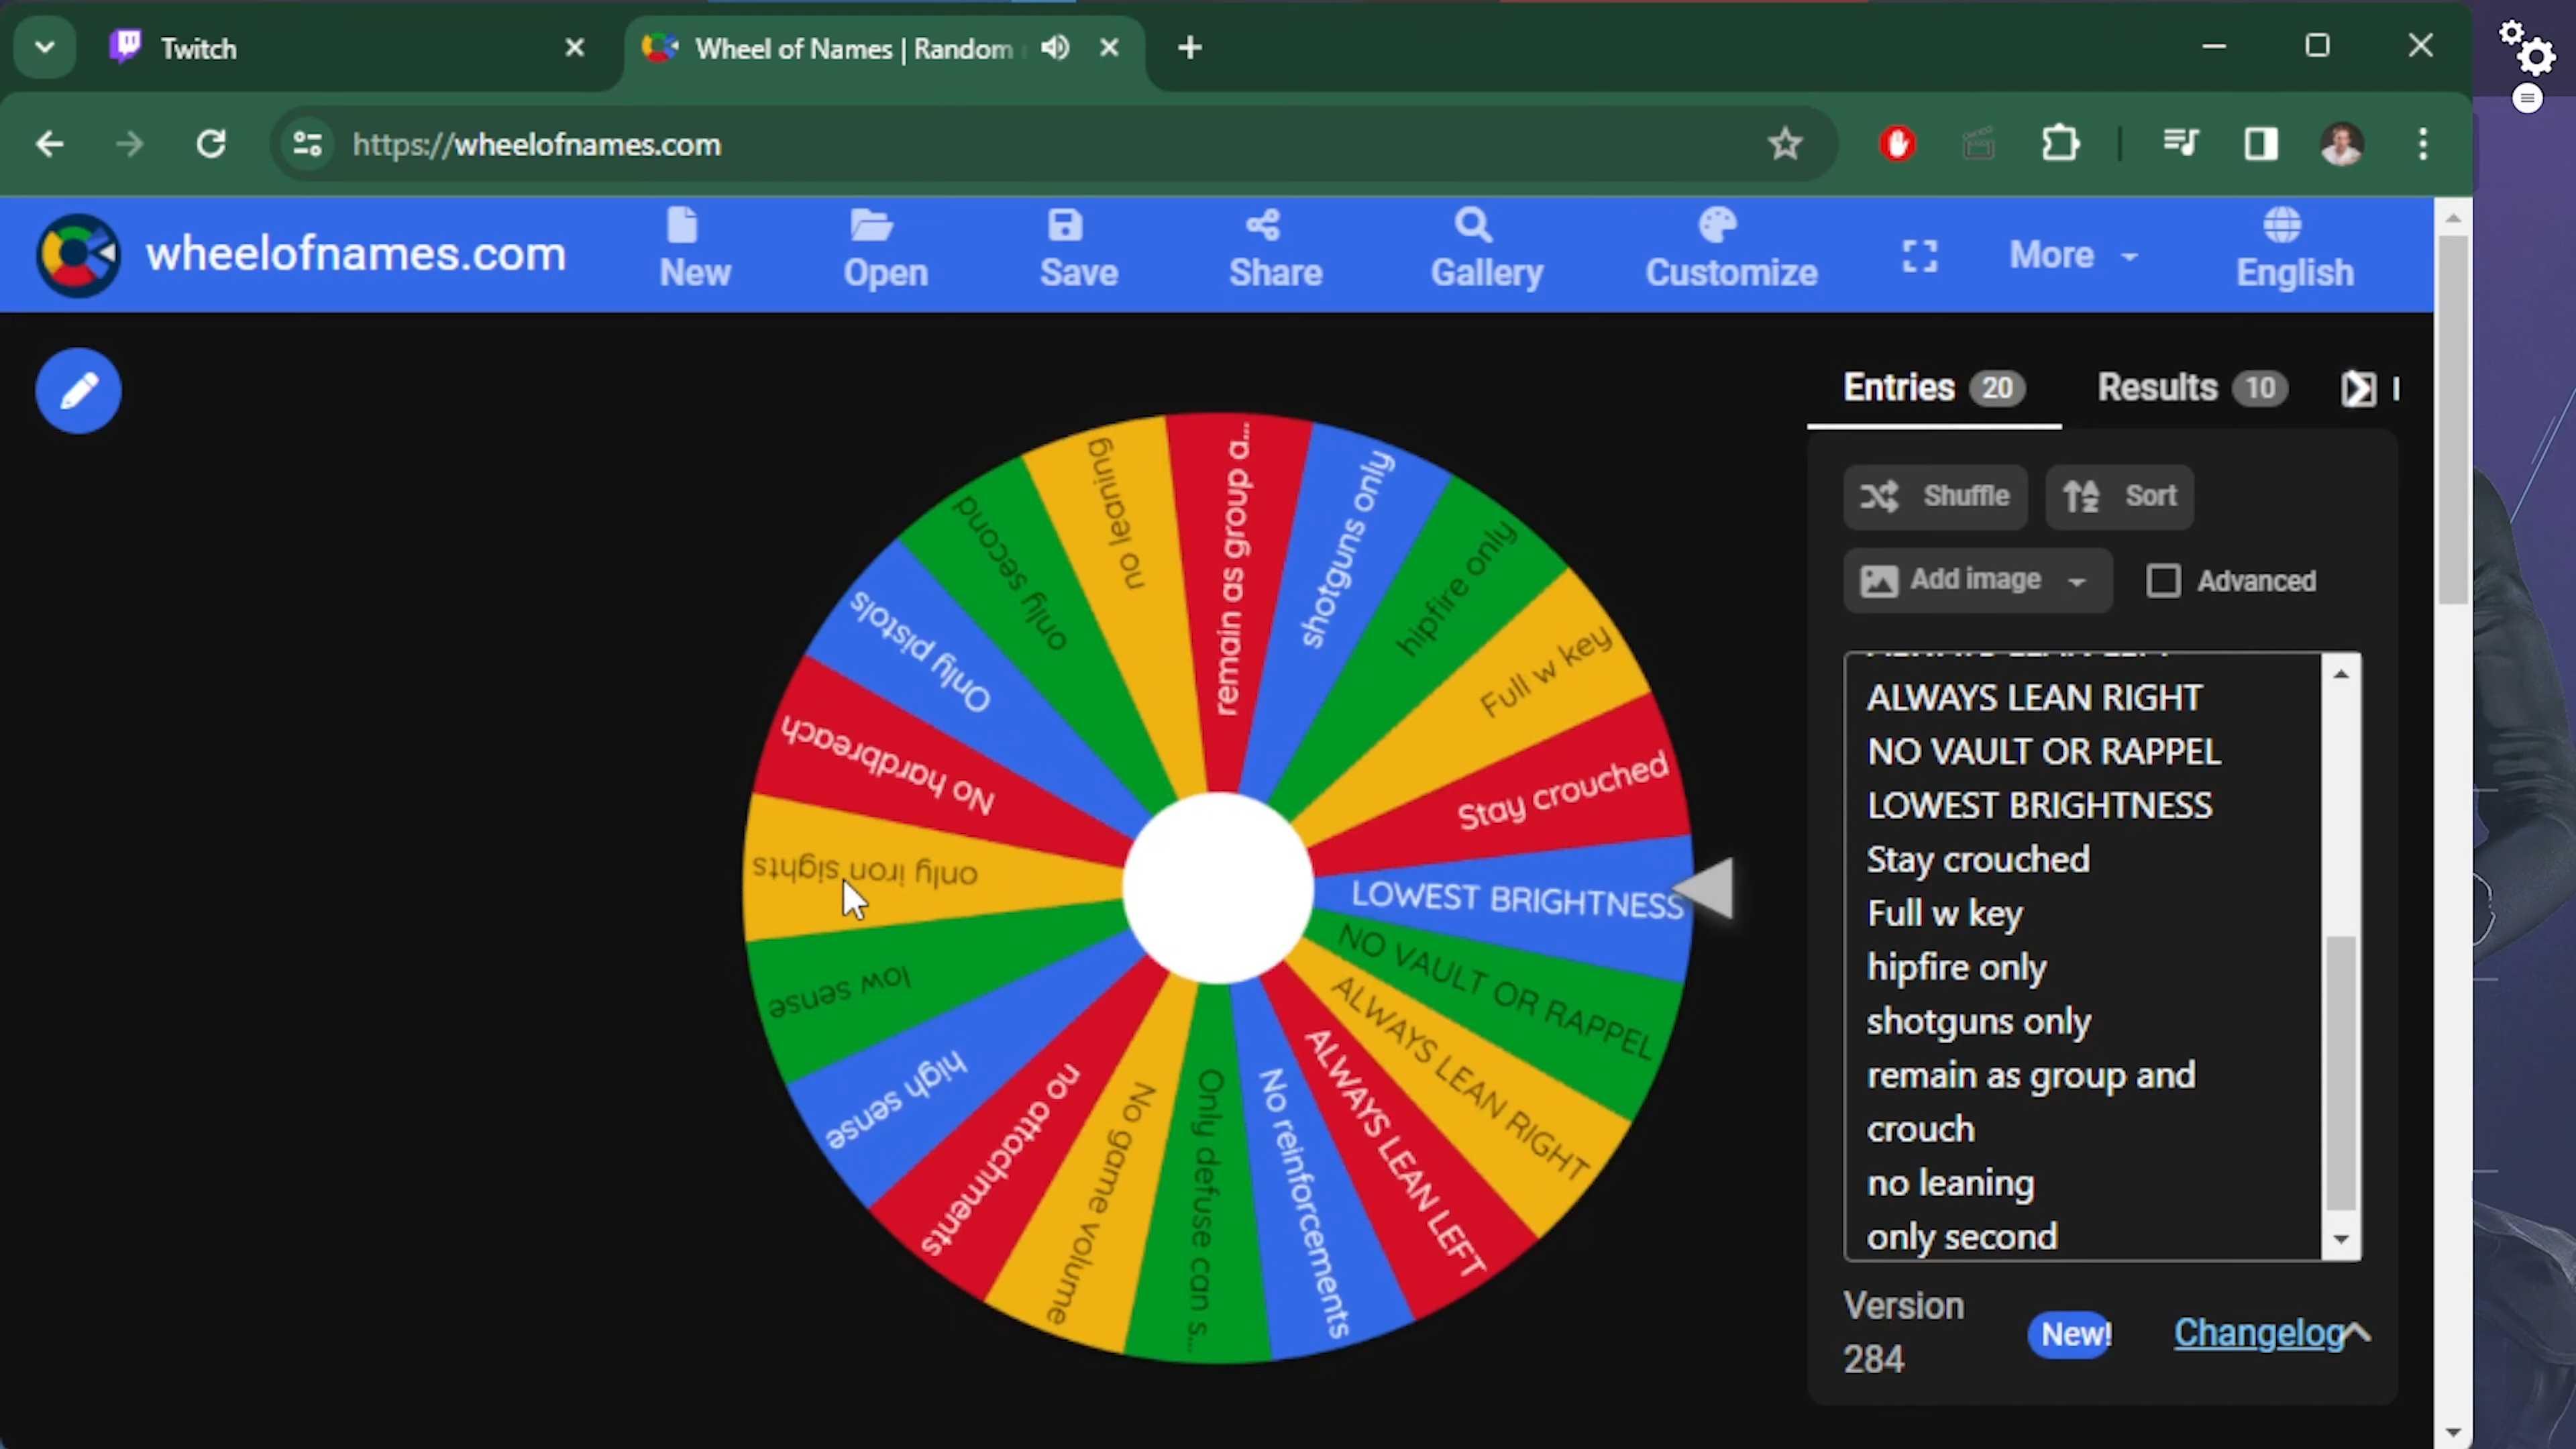 Twitch
Wheel of Names | Random
https://wheelofnames.com
wheelofnames.com
New
Open
Save
Share
Gallery
Customize
More
English
Entries 20
Results 10
Shuffle
Sort
Add image
Advanced
ALWAYS LEAN LEFT
ALWAYS LEAN RIGHT
NO VAULT OR RAPPEL
LOWEST BRIGHTNESS
Stay crouched
Full w key
hipfire only
shotguns only
remain as group and
crouch
no leaning
only second
Version
284
New!
Changelog
remain as group a...
shotguns only
hipfire only
Full w key
Stay crouched
LOWEST BRIGHTNESS
NO VAULT OR RAPPEL
ALWAYS LEAN RIGHT
ALWAYS LEAN LEFT
No reinforcements
Only defuse can s...
No game volume
no attachments
high sense
low sense
only iron sights
No hardbreach
Only pistols
only second
no leaning